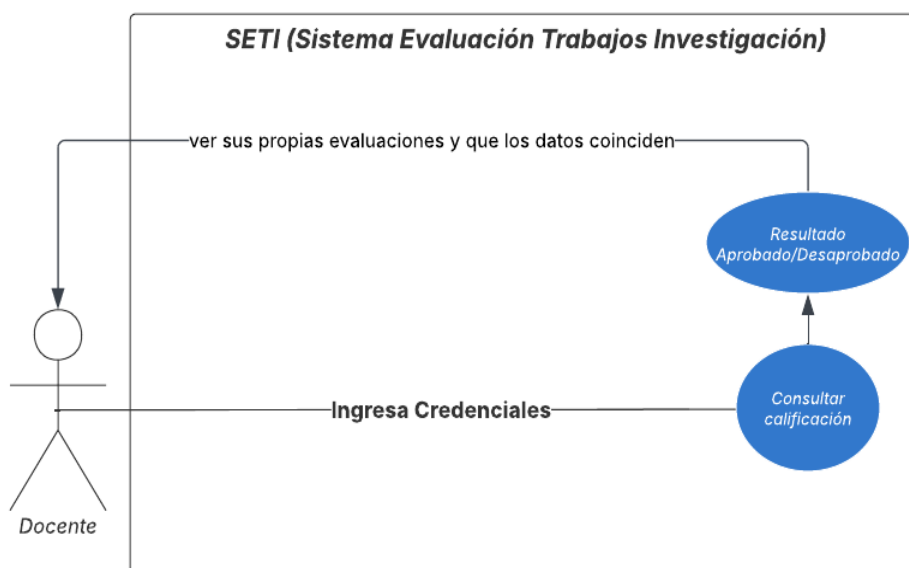 SETI (Sistema Evaluación Trabajos Investigación)
ver sus propias evaluaciones y que los datos coinciden
Resultado
Aprobado/Desaprobado
Ingresa Credenciales
Consultar
calificación
Docente